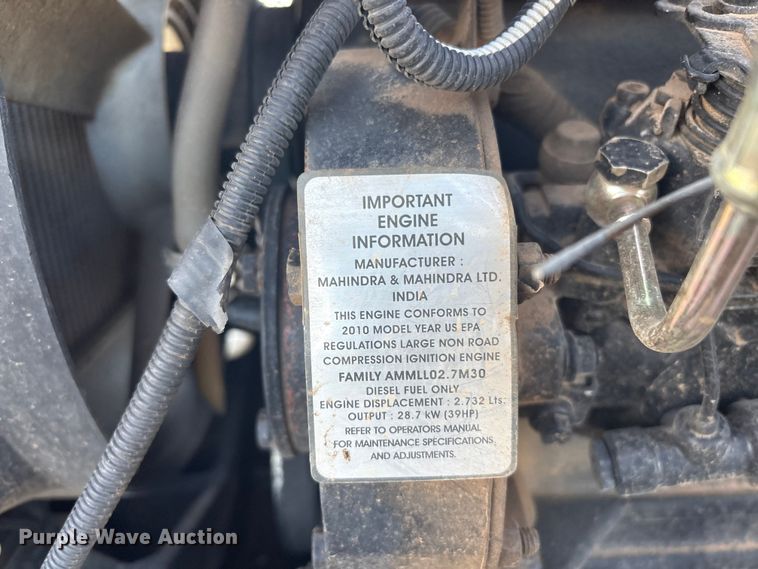 IMPORTANT
ENGINE
INFORMATION
MANUFACTURER :
MAHINDRA & MAHINDRA LTD.
INDIA
THIS ENGINE CONFORMS TO
2010 MODEL YEAR US EPA
REGULATIONS LARGE NON ROAD
COMPRESSION IGNITION ENGINE
FAMILY AMMLL02.7M30
DIESEL FUEL ONLY
ENGINE DISPLACEMENT : 2.732 Lts.
OUTPUT : 28.7 kW (39HP)
REFER TO OPERATORS MANUAL
FOR MAINTENANCE SPECIFICATIONS
AND ADJUSTMENTS.
Purple Wave Auction